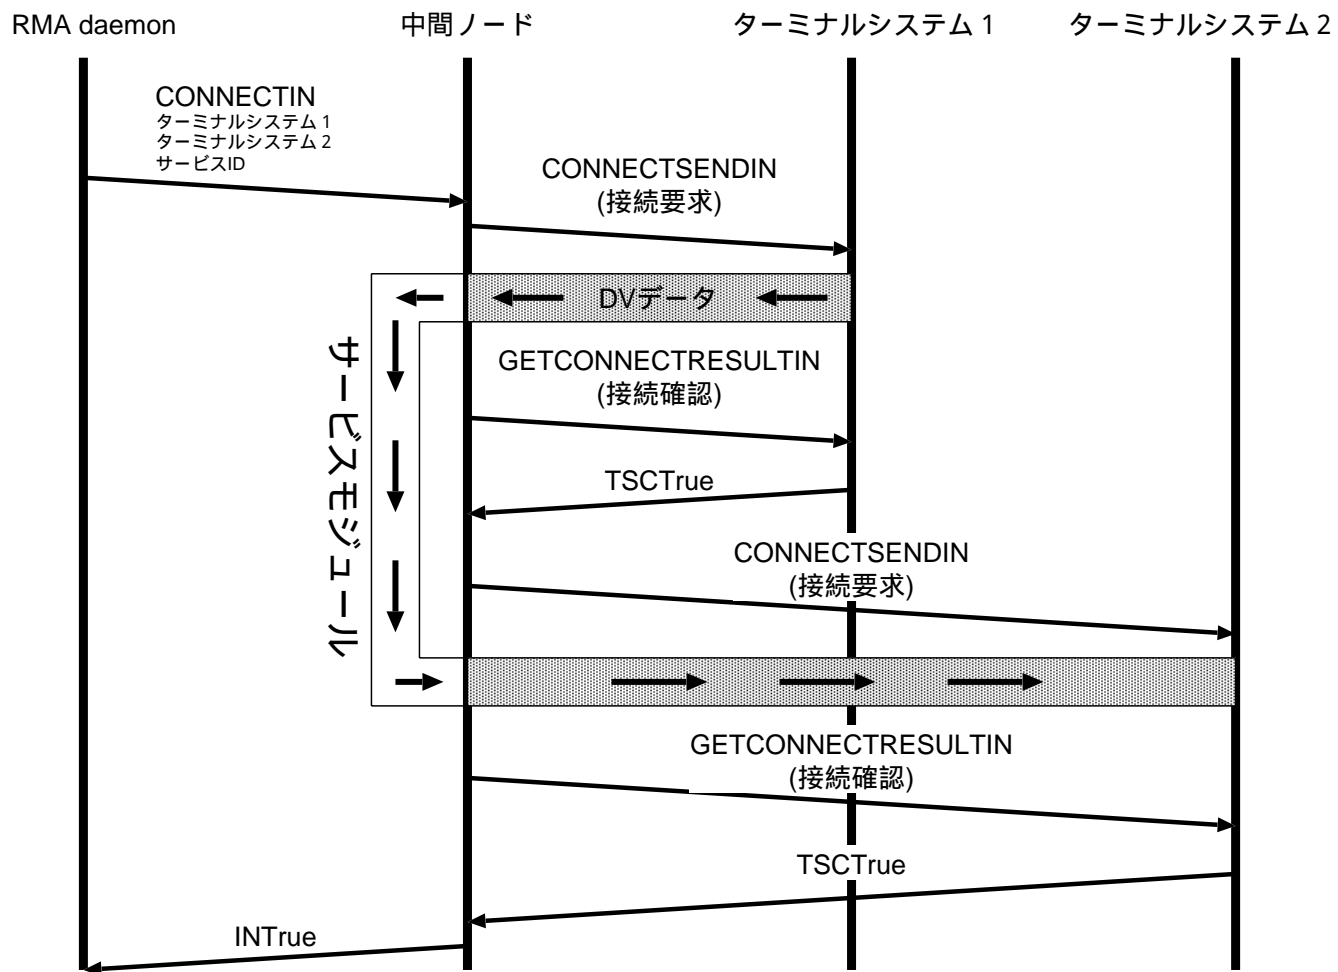 RMA daemon
中間ノード
ターミナルシステム 1
ターミナルシステム 2
CONNECTIN
ターミナルシステム 1
ターミナルシステム 2
サービスID
CONNECTSENDIN
(接続要求)
DVデータ
サービスモジュール
GETCONNECTRESULTIN
(接続確認)
TSCTrue
CONNECTSENDIN
(接続要求)
GETCONNECTRESULTIN
(接続確認)
TSCTrue
INTrue